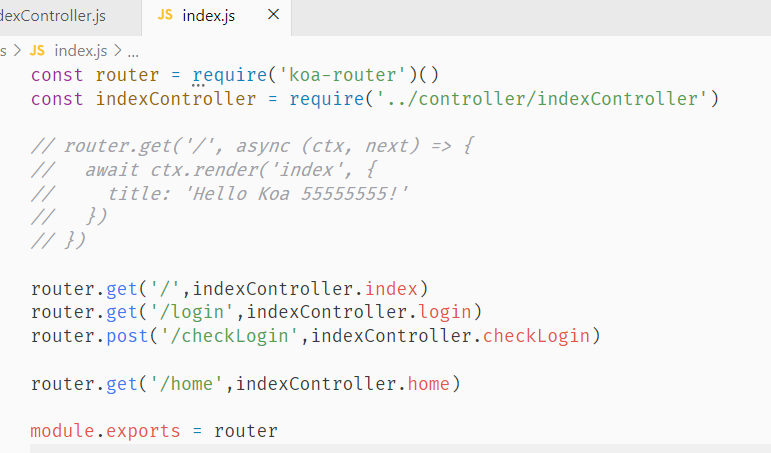 dexController.js
JS index.js ×
s > JS index.js > ...
const router = require('koa-router')()
const indexController = require('../controller/indexController')
// router.get('/', async (ctx, next) => {
//   await ctx.render('index', {
//     title: 'Hello Koa 55555555!'
//   })
// })
router.get('/',indexController.index)
router.get('/login',indexController.login)
router.post('/checkLogin',indexController.checkLogin)
router.get('/home',indexController.home)
module.exports = router